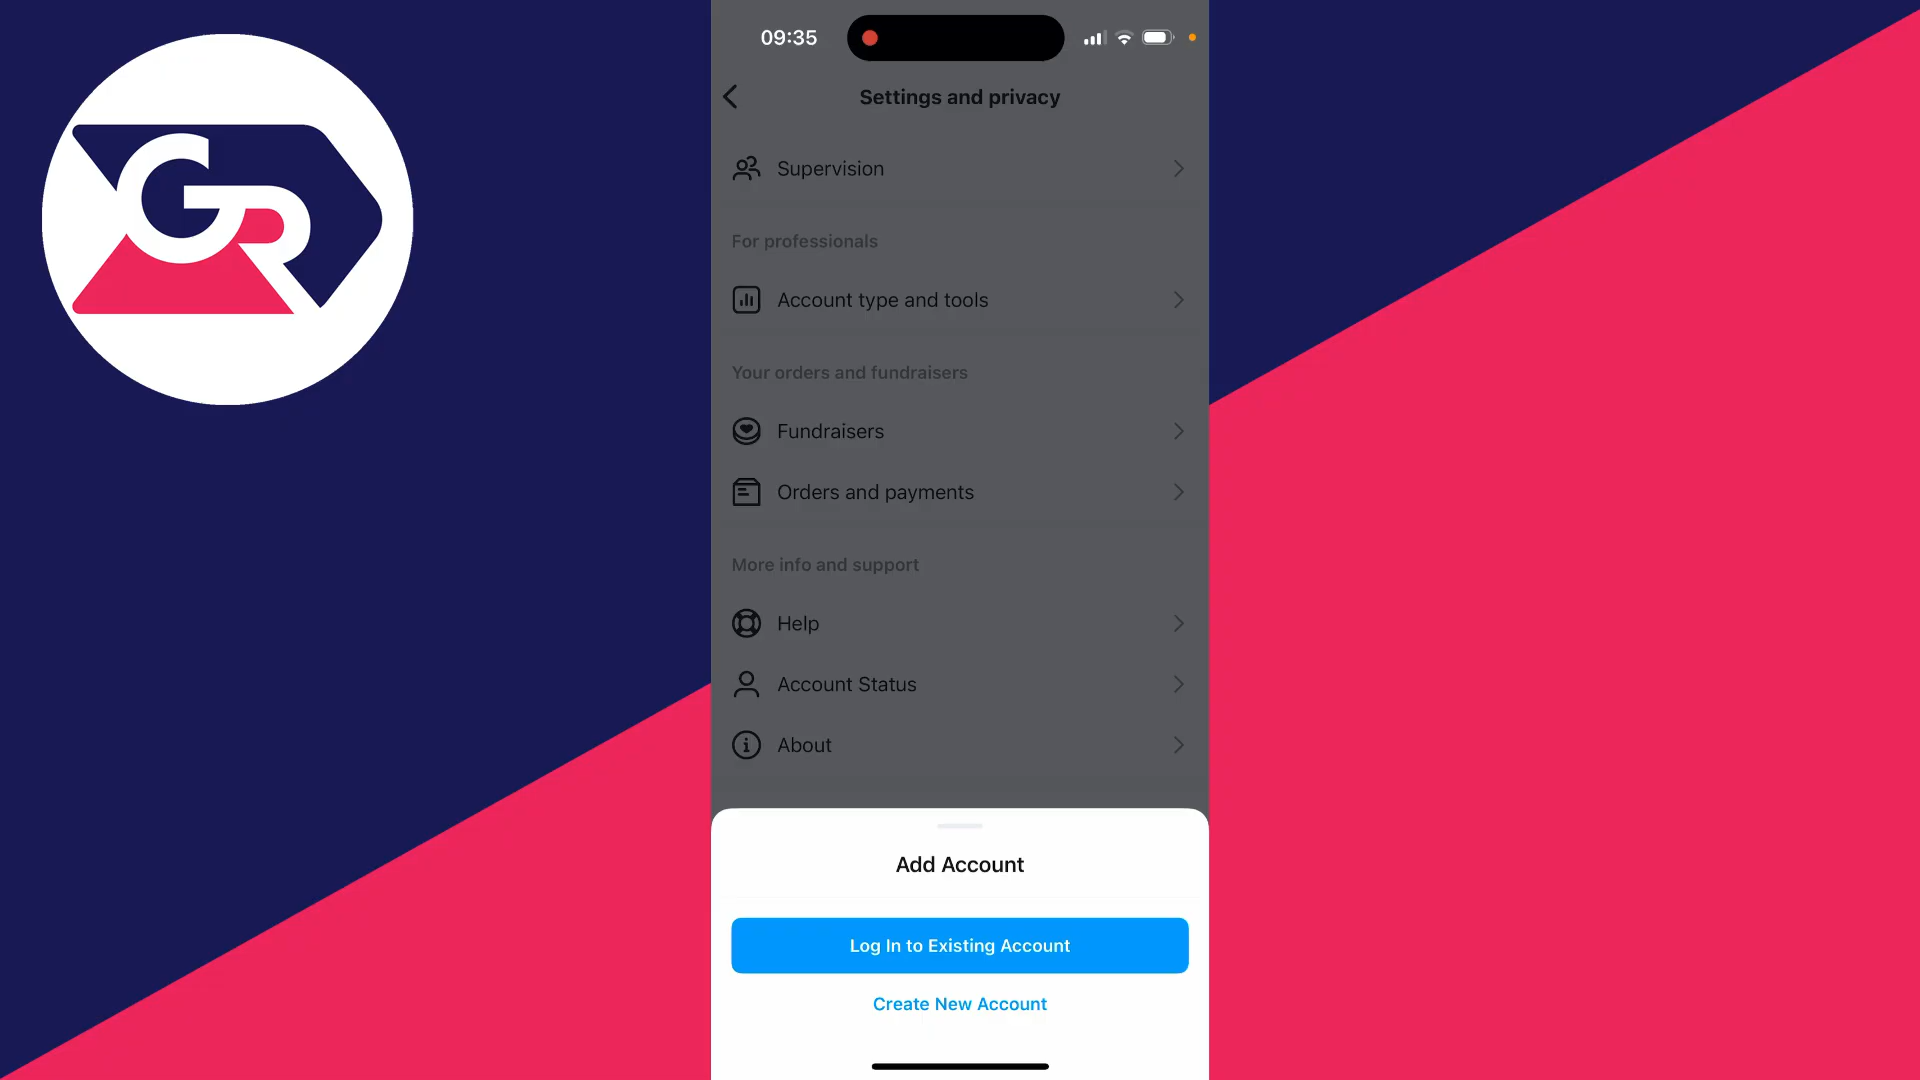 GR
09:35
Settings and privacy
Supervision
For professionals
Account type and tools
Your orders and fundraisers
Fundraisers
Orders and payments
More info and support
Help
Account Status
About
Add Account
Log In to Existing Account
Create New Account